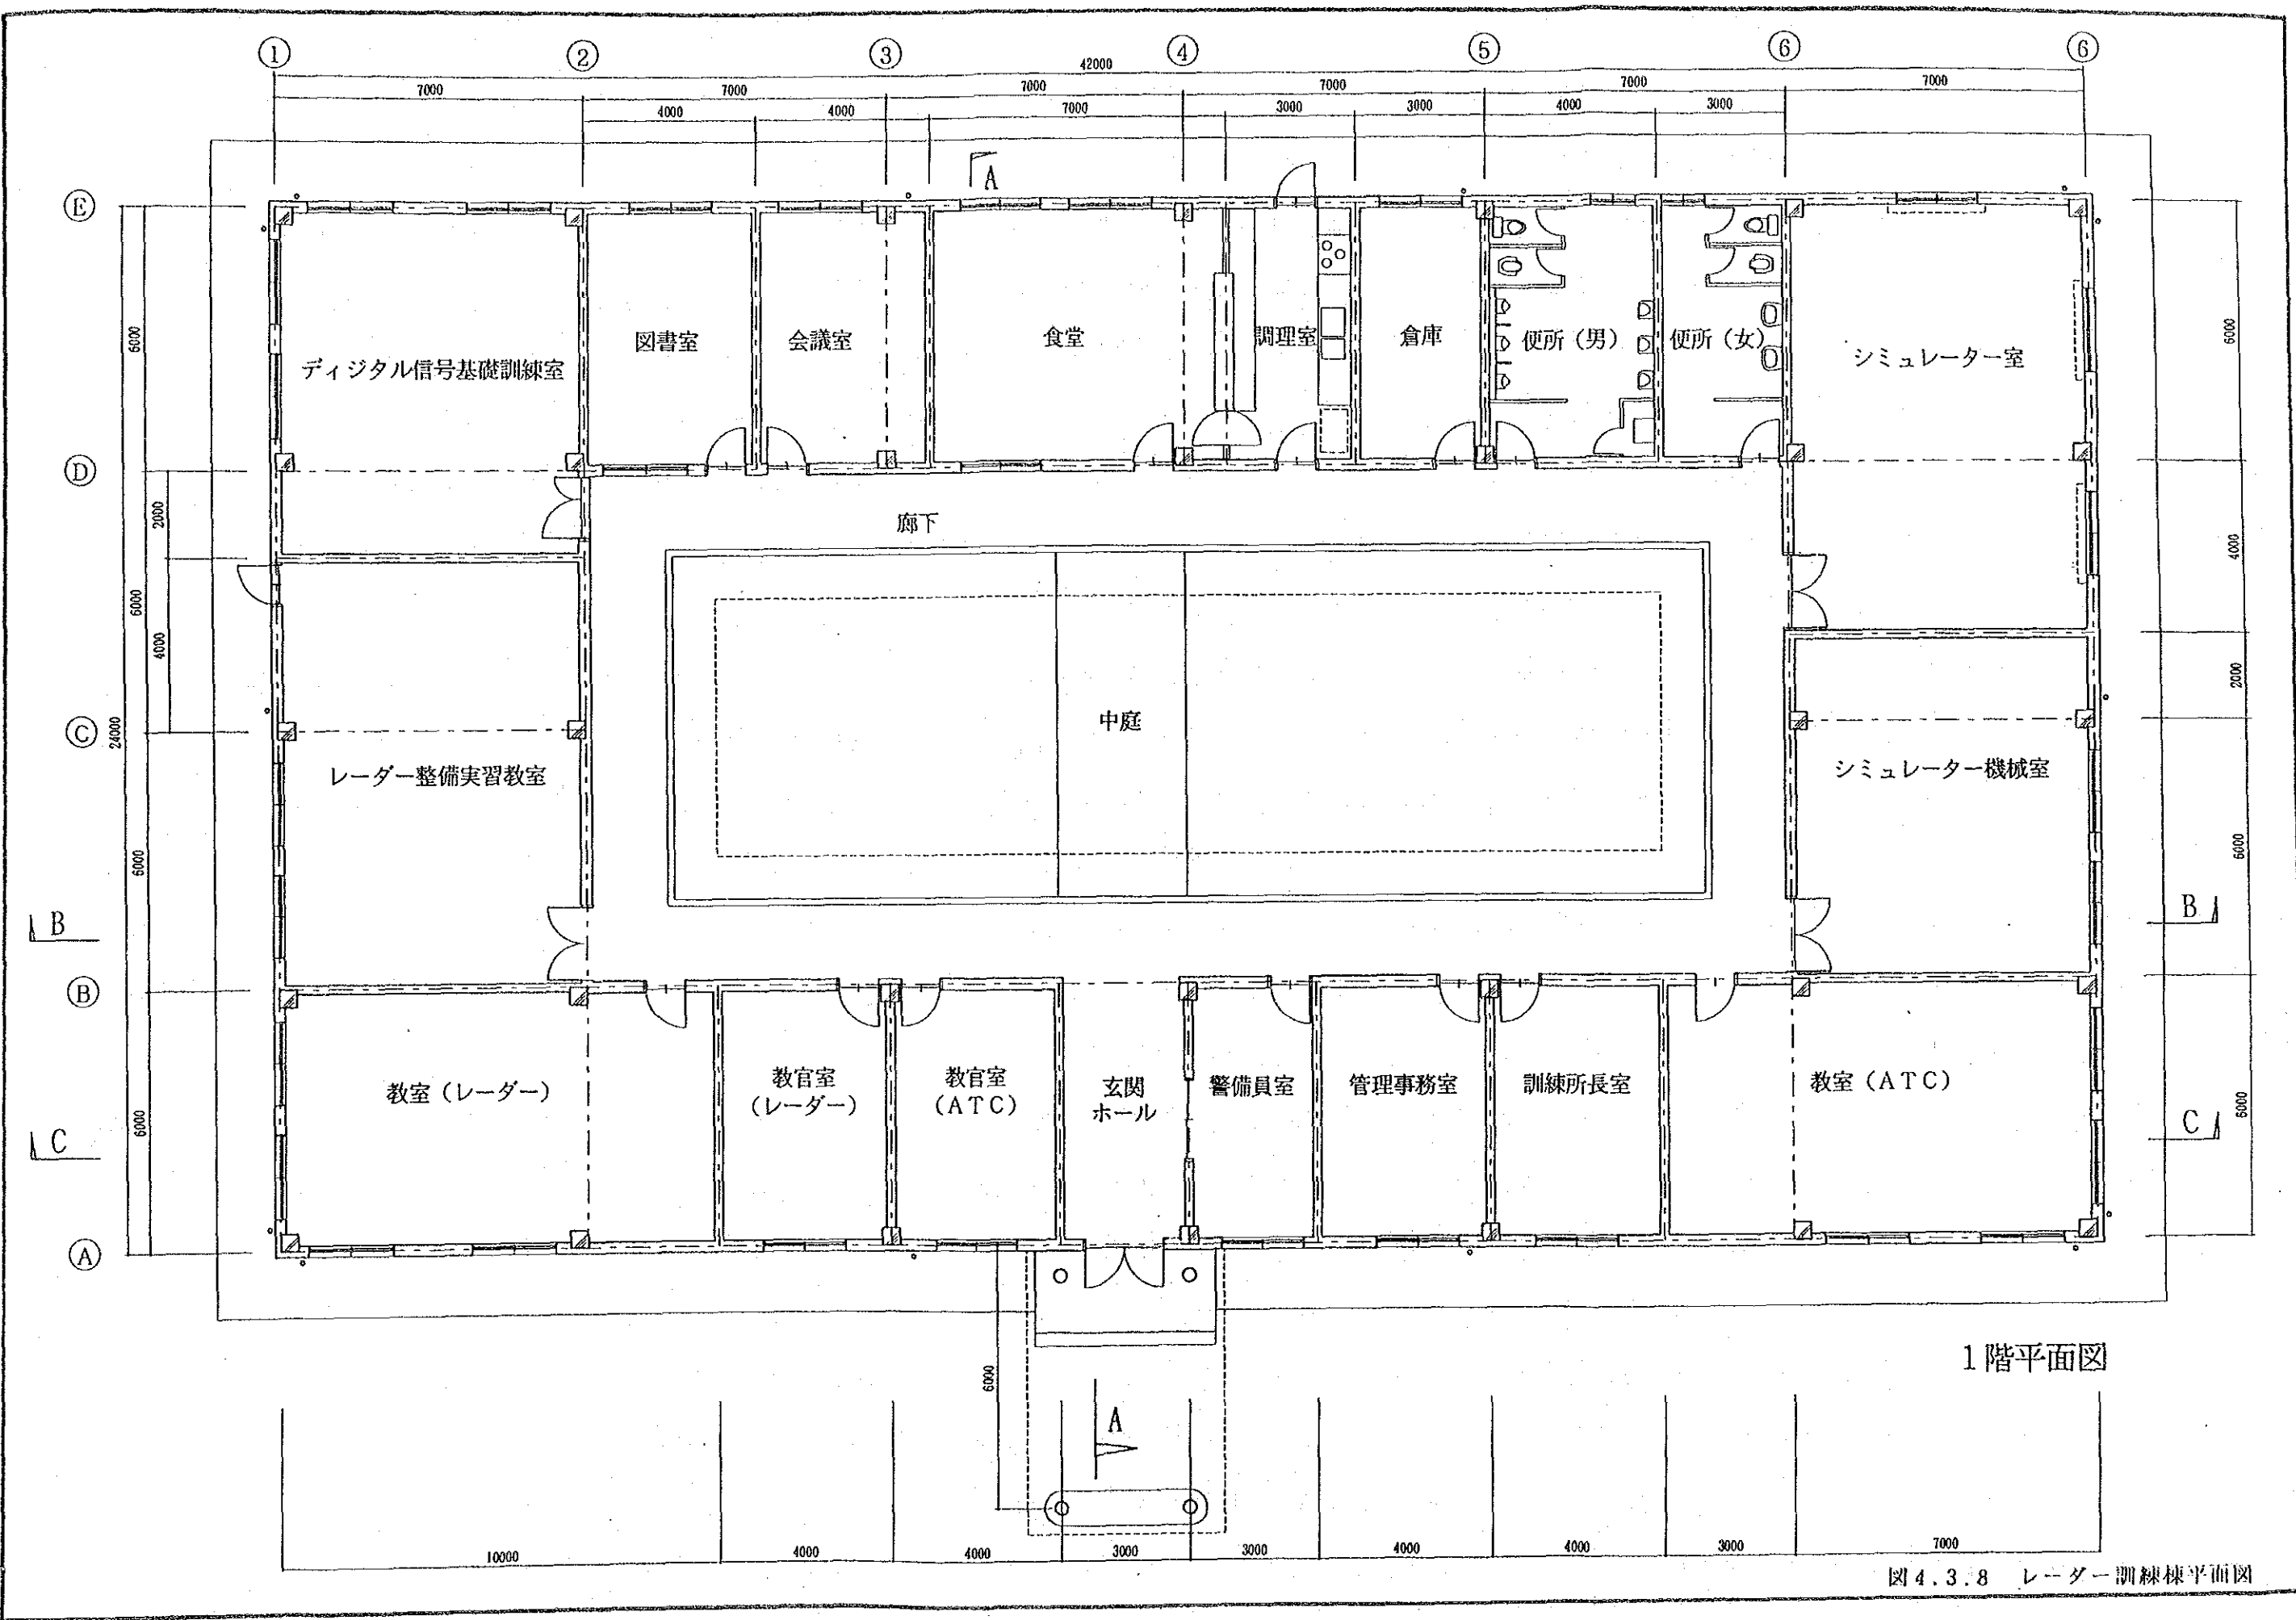 ① ② ③ ④ ⑤ ⑥ ⑥
42000
7000 7000 7000 7000 7000 7000
4000 4000 7000 3000 3000 4000 3000
A
Ⓔ
6000
6000
ディジタル信号基礎訓練室
図書室
会議室
食堂
調理室
倉庫
便所（男）
便所（女）
シミュレーター室
Ⓓ
2000
廊下
4000
6000
4000
2000
Ⓒ
24000
中庭
レーダー整備実習教室
シミュレーター機械室
6000
6000
B
B
Ⓑ
教室（レーダー）
教官室
（レーダー）
教官室
（ＡＴＣ）
玄関
ホール
警備員室
管理事務室
訓練所長室
教室（ＡＴＣ）
6000
6000
C
C
Ⓐ
6000
1階平面図
A
10000 4000 4000 3000 3000 4000 4000 3000 7000
図4.3.8 レーダー訓練棟平面図